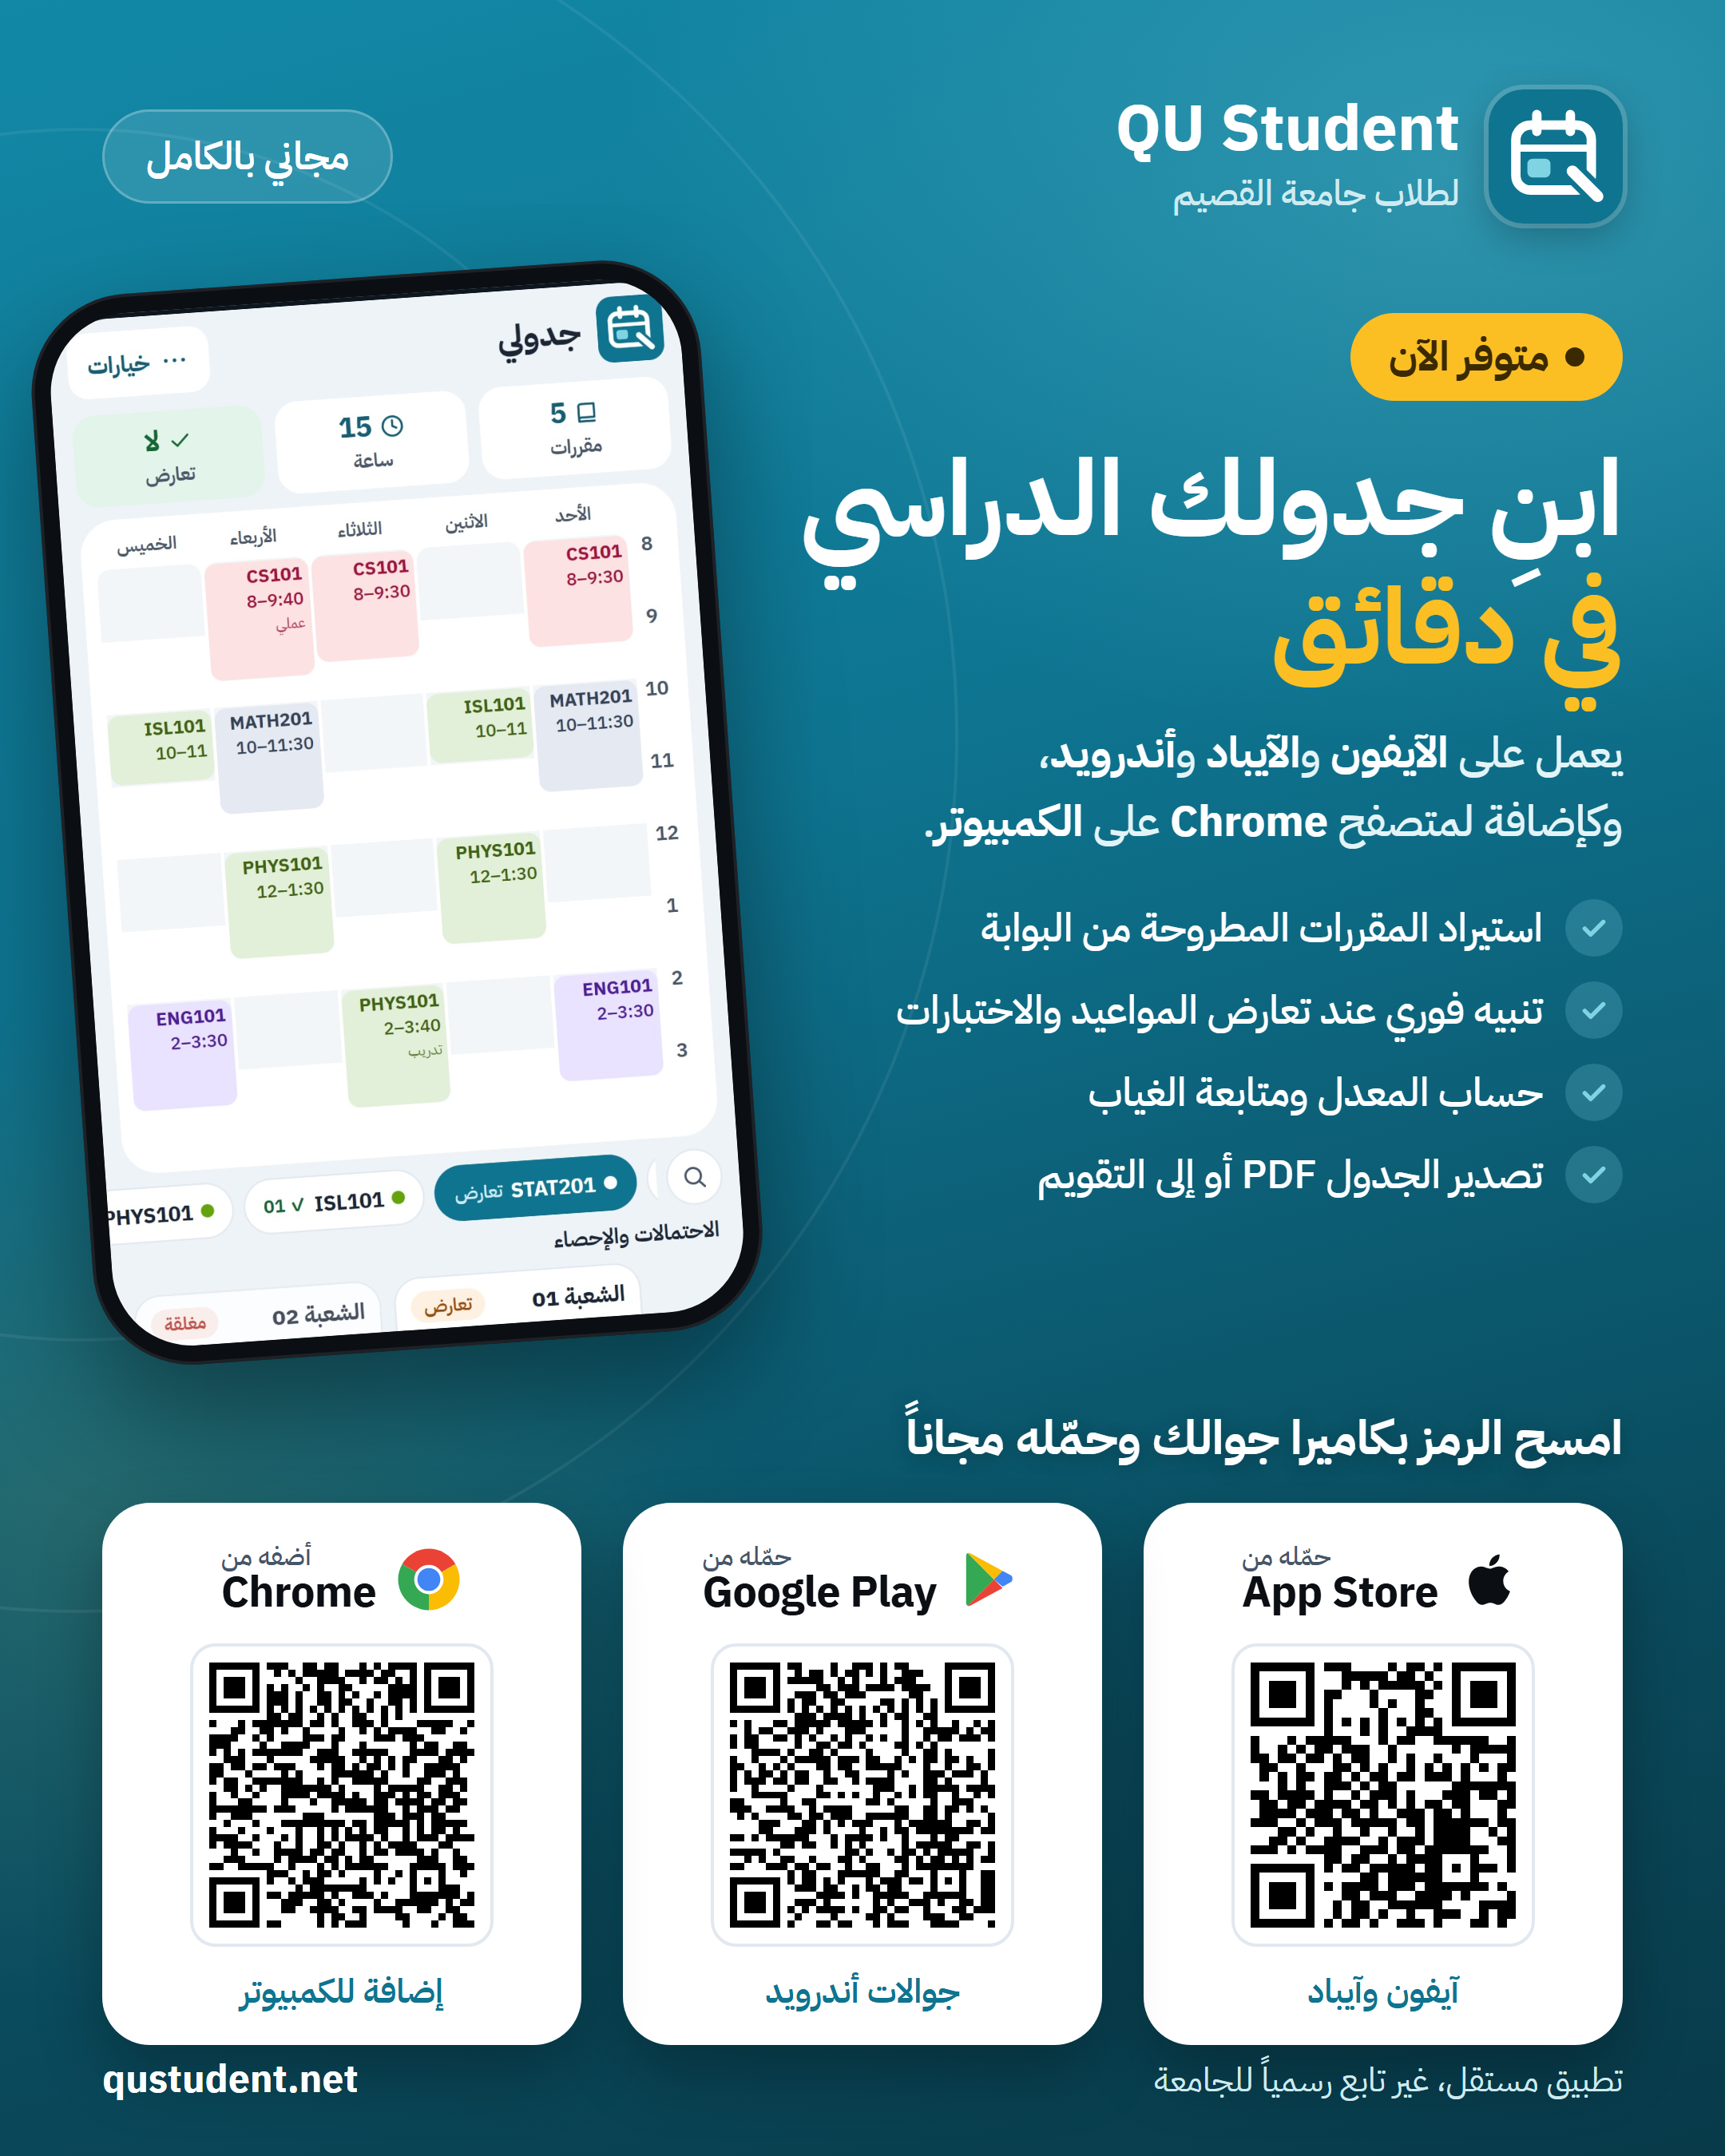 QU Student
لطلاب جامعة القصيم
مجاني بالكامل
متوفر الآن
ابنِ جدولك الدراسي
في دقائق
يعمل على الآيفون والآيباد وأندرويد،
وكإضافة لمتصفح Chrome على الكمبيوتر.
استيراد المقررات المطروحة من البوابة
تنبيه فوري عند تعارض المواعيد والاختبارات
حساب المعدل ومتابعة الغياب
تصدير الجدول PDF أو إلى التقويم
جدولي
... خيارات
5 مقررات
15 ساعة
لا تعارض
الأحد الاثنين الثلاثاء الأربعاء الخميس
8
CS101 CS101 CS101
8–9:30 8–9:30 8–9:40
عملي
9
10
MATH201 ISL101 MATH201 ISL101
10–11:30 10–11 10–11:30 10–11
11
12
PHYS101 PHYS101
12–1:30 12–1:30
1
2
ENG101 PHYS101 ENG101
2–3:30 2–3:40 2–3:30
تدريب
3
STAT201 تعارض
ISL101 ✓ 01
PHYS101
الاحتمالات والإحصاء
الشعبة 01 تعارض
الشعبة 02 مغلقة
امسح الرمز بكاميرا جوالك وحمّله مجاناً
حمّله من
App Store
آيفون وآيباد
حمّله من
Google Play
جوالات أندرويد
أضفه من
Chrome
إضافة للكمبيوتر
تطبيق مستقل، غير تابع رسمياً للجامعة
qustudent.net